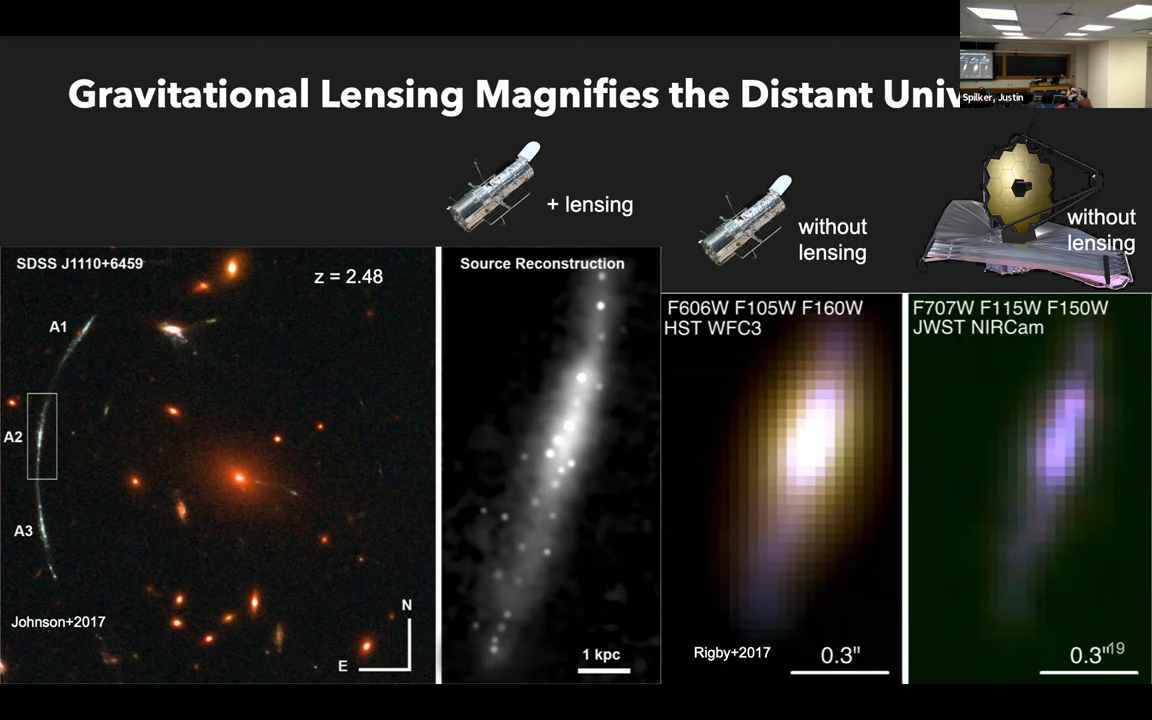 Gravitational Lensing Magnifies the Distant Univ
Spilker, Justin
+ lensing
without
lensing
without
lensing
SDSS J1110+6459
z = 2.48
A1
A2
A3
Johnson+2017
N
E
Source Reconstruction
1 kpc
F606W F105W F160W
HST WFC3
Rigby+2017
0.3"
F707W F115W F150W
JWST NIRCam
0.3"
19